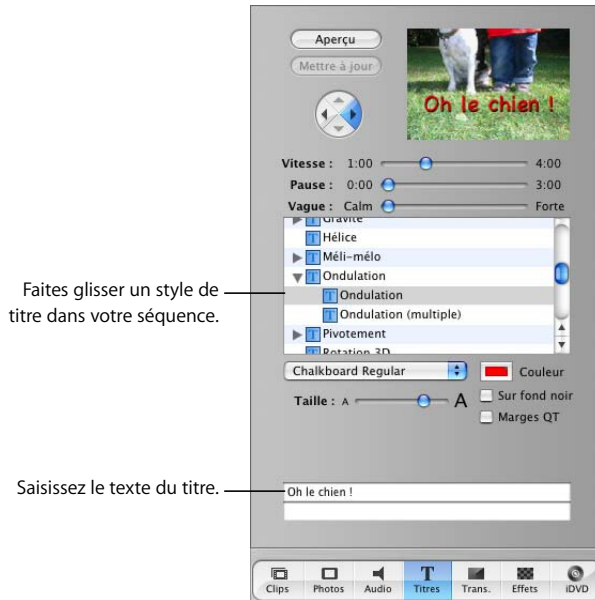 Aperçu
Mettre à jour
Oh le chien !
Vitesse : 1:00 4:00
Pause : 0:00 3:00
Vague : Calm Forte
Gravité
Hélice
Méli-mélo
Ondulation
Faites glisser un style de
titre dans votre séquence.
Ondulation
Ondulation (multiple)
Pivotement
Rotation 3D
Chalkboard Regular Couleur
Taille : A A Sur fond noir
Marges QT
Saisissez le texte du titre.
Oh le chien !
Clips Photos Audio T Titres Trans. Effets iDVD